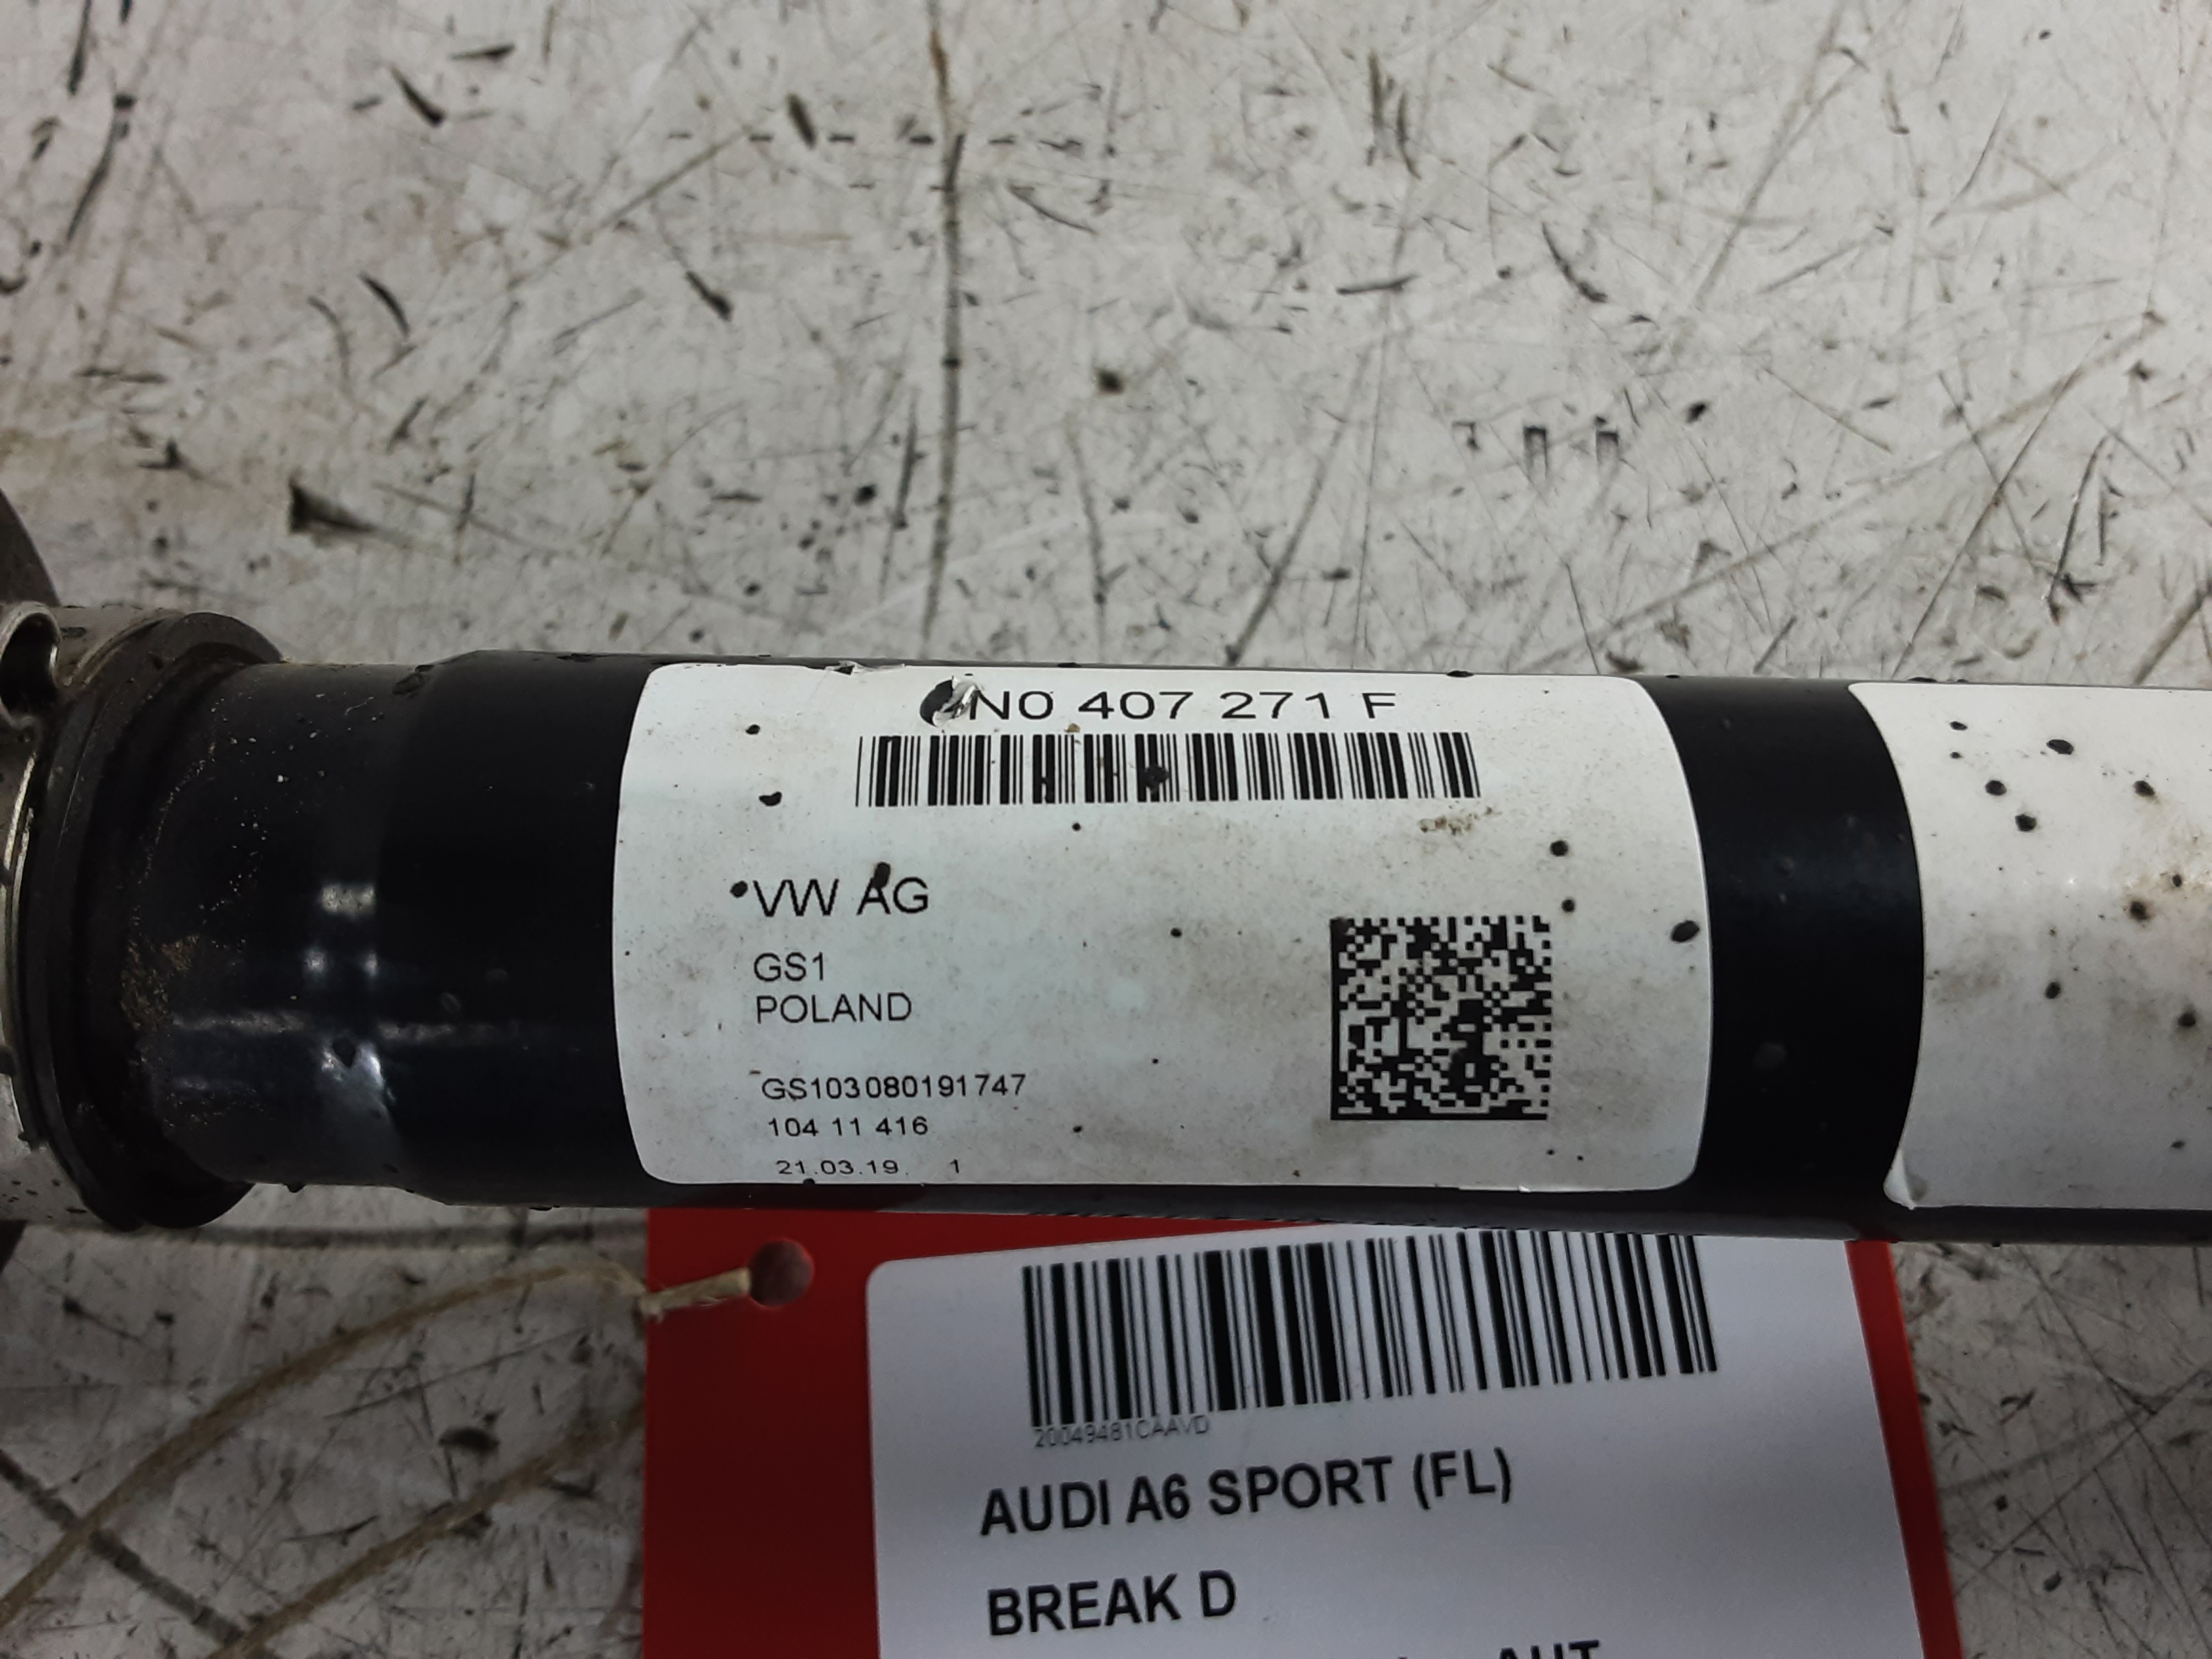 4N0 407 271 F
VW AG
GS1
POLAND
GS103080191747
104 11 416
21.03.19. 1
20049481CAAVD
AUDI A6 SPORT (FL)
BREAK D
AUT